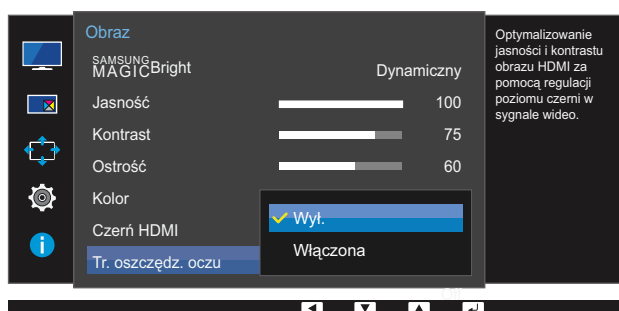 Obraz
SAMSUNG
MAGICBright Dynamiczny
Jasność 100
Kontrast 75
Ostrość 60
Kolor
Czerń HDMI
Tr. oszczędz. oczu
Wył.
Włączona
Optymalizowanie
jasności i kontrastu
obrazu HDMI za
pomocą regulacji
poziomu czerni w
sygnale wideo.